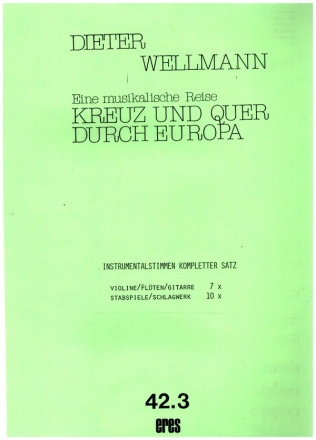 DIETER
WELLMANN
Eine musikalische Reise
KREUZ UND QUER
DURCH EUROPA
INSTRUMENTALSTIMMEN KOMPLETTER SATZ
VIOLINE/FLÖTEN/GITARRE 7 x
STABSPIELE/SCHLAGWERK 10 x
42.3
eres